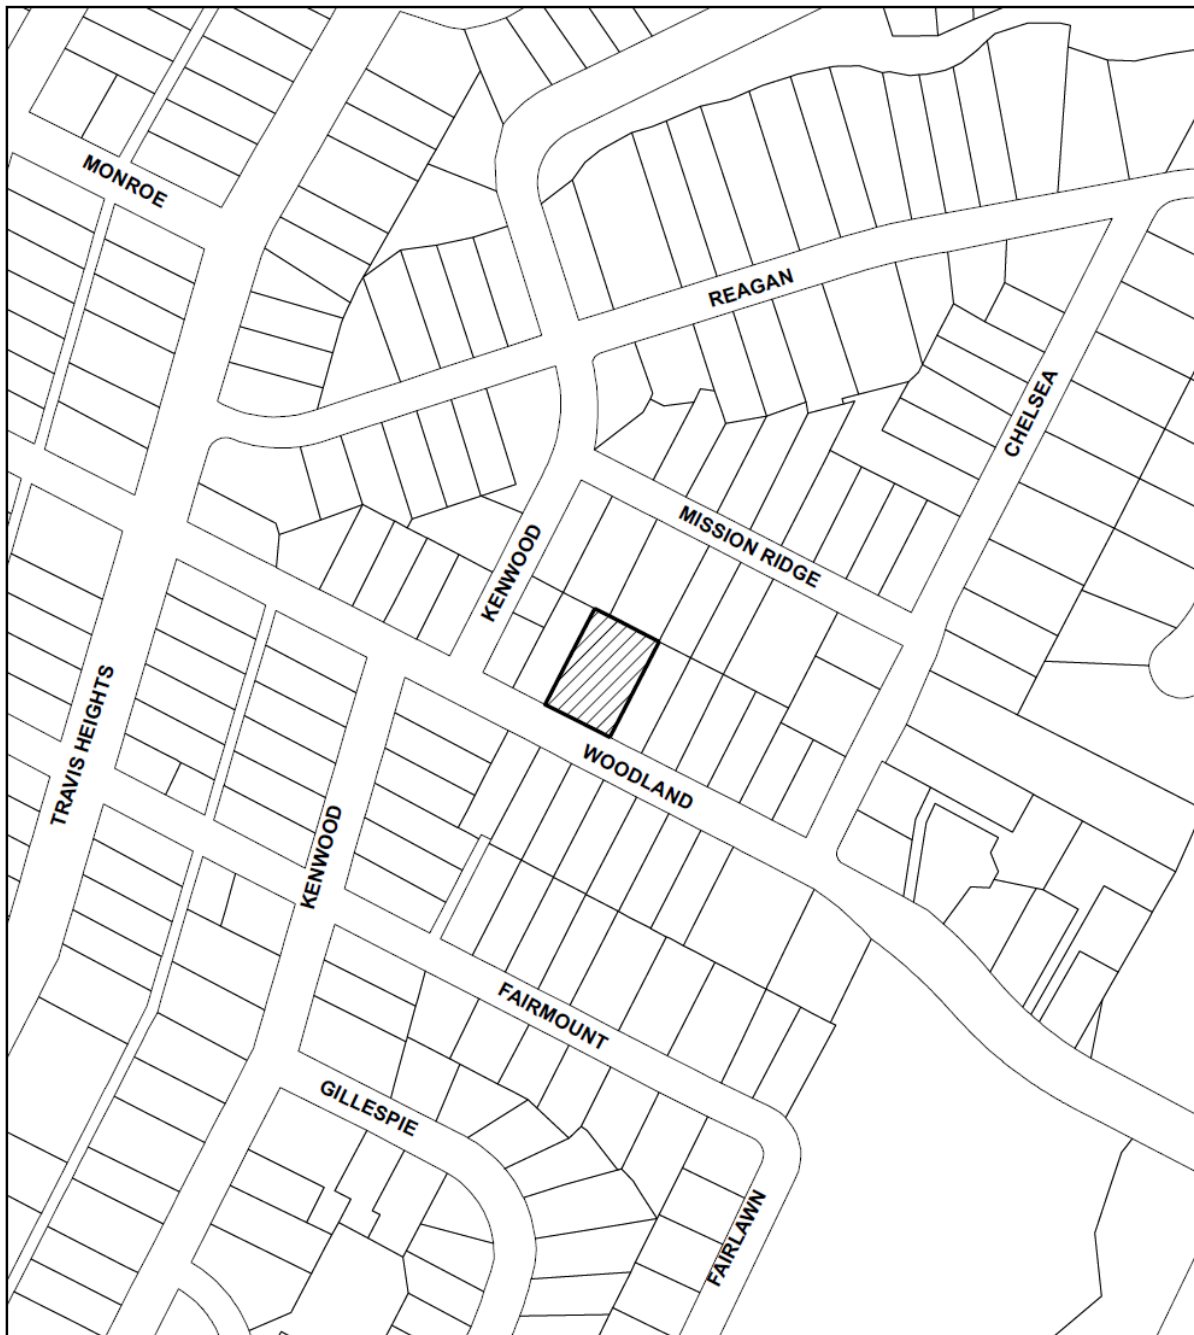 MONROE
REAGAN
CHELSEA
MISSION RIDGE
KENWOOD
TRAVIS HEIGHTS
WOODLAND
KENWOOD
FAIRMOUNT
GILLESPIE
FAIRLAWN